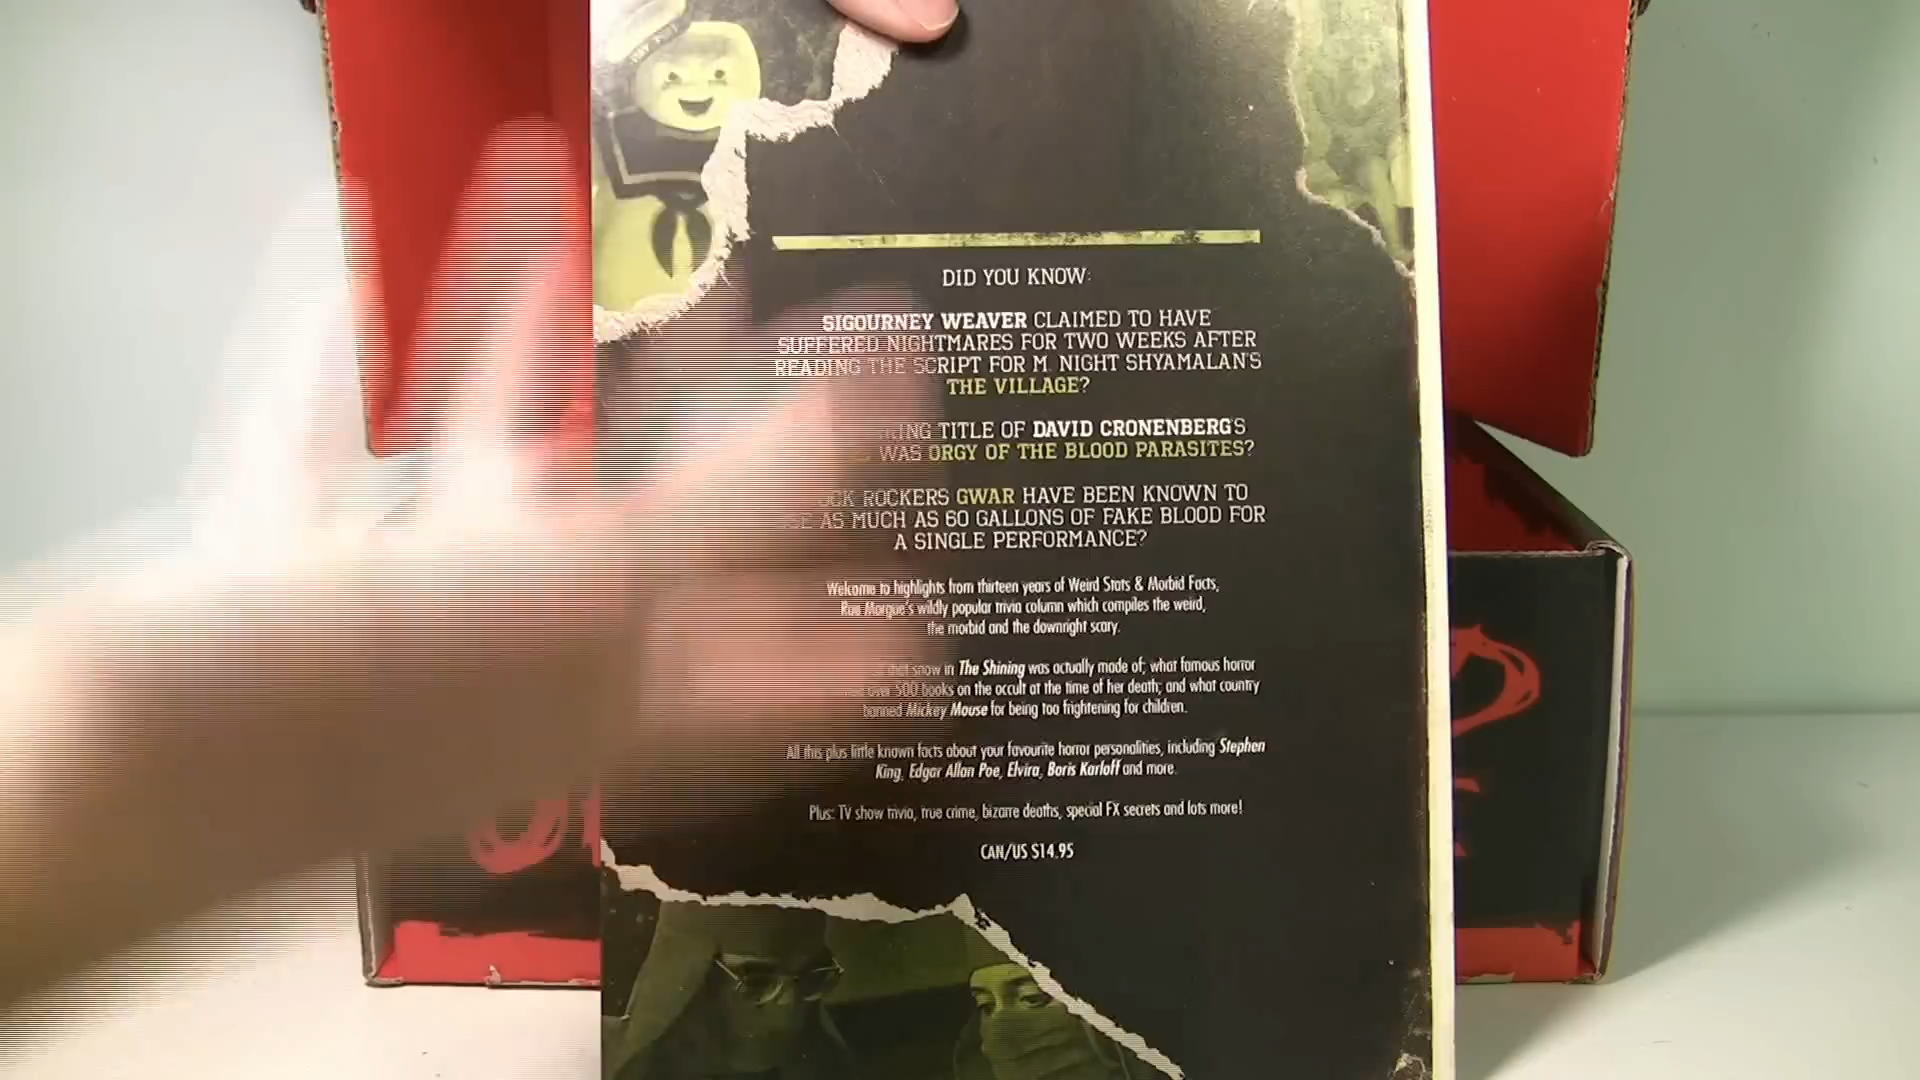 DID YOU KNOW:
SIGOURNEY WEAVER CLAIMED TO HAVE
SUFFERED NIGHTMARES FOR TWO WEEKS AFTER
READING THE SCRIPT FOR M. NIGHT SHYAMALAN'S
THE VILLAGE?
TITLE OF DAVID CRONENBERG'S
WAS ORGY OF THE BLOOD PARASITES?
ROCKERS GWAR HAVE BEEN KNOWN TO
AS MUCH AS 60 GALLONS OF FAKE BLOOD FOR
A SINGLE PERFORMANCE?
Welcome to highlights from thirteen years of Weird Stats & Morbid Facts,
Rue Morgue's wildly popular trivia column which compiles the weird,
the morbid and the downright scary.
snow in The Shining was actually made of; what famous horror
over 500 books on the occult at the time of her death; and what country
banned Mickey Mouse for being too frightening for children.
All this plus little known facts about your favourite horror personalities, including Stephen
King, Edgar Allan Poe, Elvira, Boris Karloff and more.
Plus: TV show trivia, true crime, bizarre deaths, special FX secrets and lots more!
CAN/US $14.95